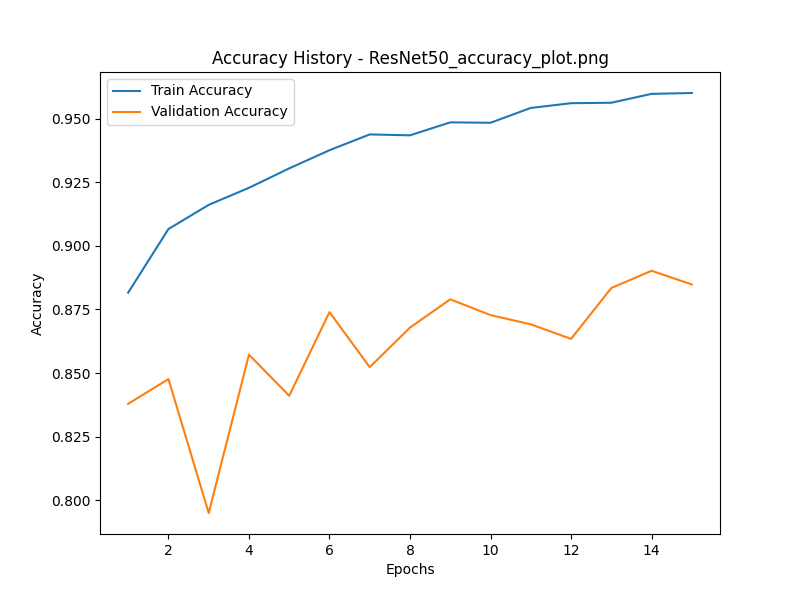 Accuracy History - ResNet50_accuracy_plot.png
Train Accuracy
Validation Accuracy
0.950
0.925
0.900
0.875
0.850
0.825
0.800
Accuracy
2 4 6 8 10 12 14
Epochs